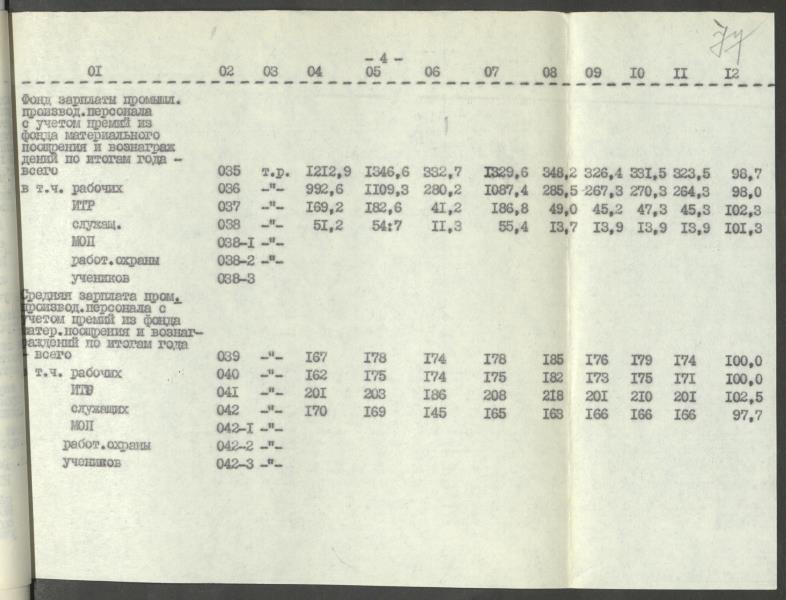 - 4 -
01 02 03 04 05 06 07 08 09 10 11 12
Фонд зарплаты промышл.
производ.персонала
с учетом премий из
фонда материального
поощрения и вознаграж
дений по итогам года -
всего 035 т.р. 1212,9 1346,6 332,7 1329,6 348,2 326,4 331,5 323,5 98,7
в т.ч. рабочих 036 -"- 992,6 1109,3 280,2 1087,4 285,5 267,3 270,3 264,3 98,0
ИТР 037 -"- 169,2 182,6 41,2 186,8 49,0 45,2 47,3 45,3 102,3
служащ. 038 -"- 51,2 54:7 11,3 55,4 13,7 13,9 13,9 13,9 101,3
МОП 038-1 -"-
работ.охраны 038-2 -"-
учеников 038-3
Средняя зарплата пром.
производ.персонала с
учетом премий из фонда
матер.поощрения и вознаг-
раждений по итогам года
- всего 039 -"- 167 178 174 178 185 176 179 174 100,0
в т.ч. рабочих 040 -"- 162 175 174 175 182 173 175 171 100,0
ИТР 041 -"- 201 203 186 208 218 201 210 201 102,5
служащих 042 -"- 170 169 145 165 163 166 166 166 97,7
МОП 042-1 -"-
работ.охраны 042-2 -"-
учеников 042-3 -"-